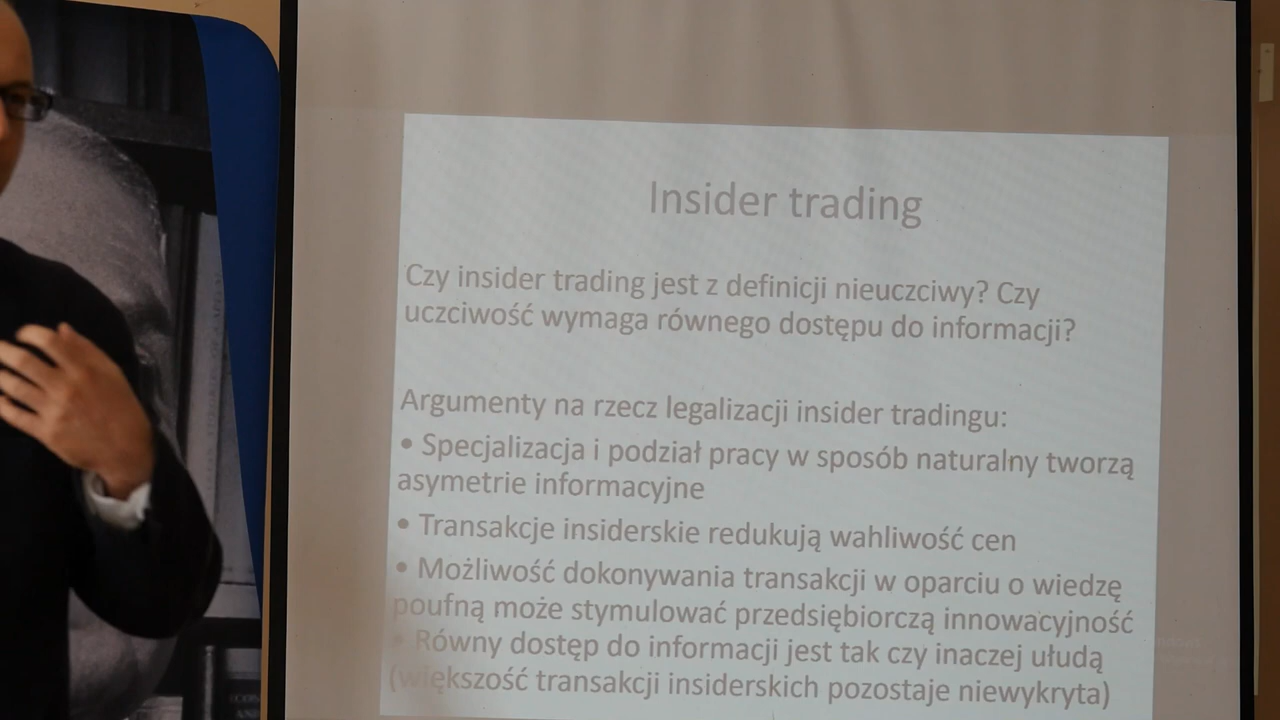 Insider trading
Czy insider trading jest z definicji nieuczciwy? Czy
uczciwość wymaga równego dostępu do informacji?
Argumenty na rzecz legalizacji insider tradingu:
• Specjalizacja i podział pracy w sposób naturalny tworzą
asymetrie informacyjne
• Transakcje insiderskie redukują wahliwość cen
• Możliwość dokonywania transakcji w oparciu o wiedzę
poufną może stymulować przedsiębiorczą innowacyjność
• Równy dostęp do informacji jest tak czy inaczej ułudą
(większość transakcji insiderskich pozostaje niewykryta)